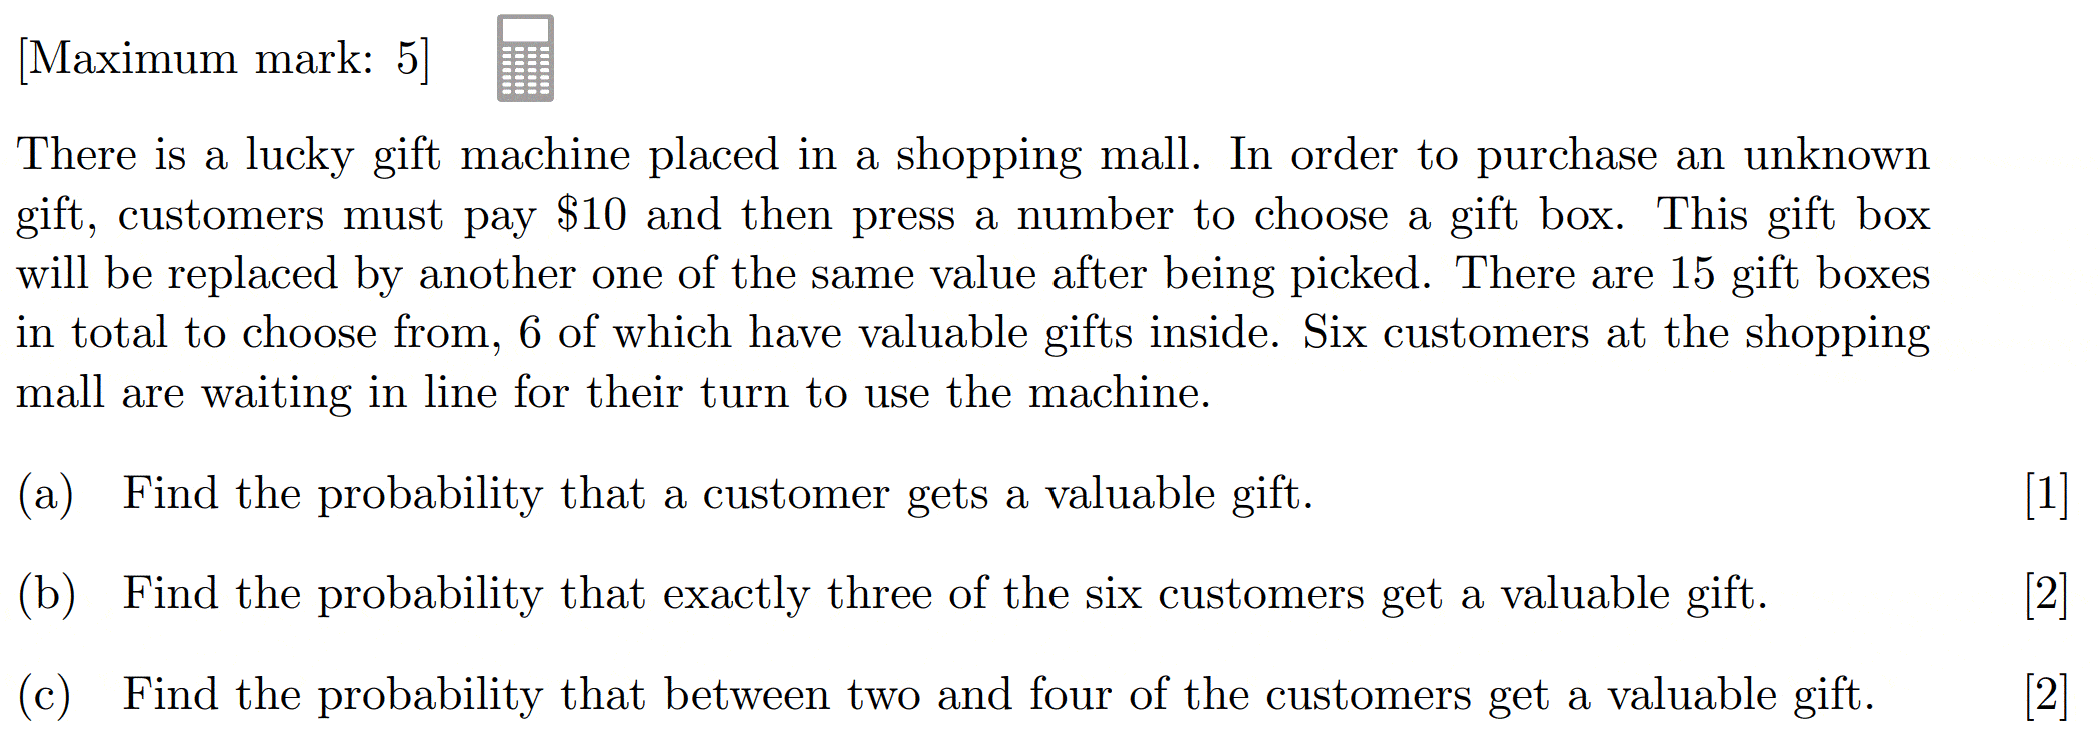 [Maximum mark: 5]
There is a lucky gift machine placed in a shopping mall. In order to purchase an unknown
gift, customers must pay $10 and then press a number to choose a gift box. This gift box
will be replaced by another one of the same value after being picked. There are 15 gift boxes
in total to choose from, 6 of which have valuable gifts inside. Six customers at the shopping
mall are waiting in line for their turn to use the machine.
(a) Find the probability that a customer gets a valuable gift. [1]
(b) Find the probability that exactly three of the six customers get a valuable gift. [2]
(c) Find the probability that between two and four of the customers get a valuable gift. [2]